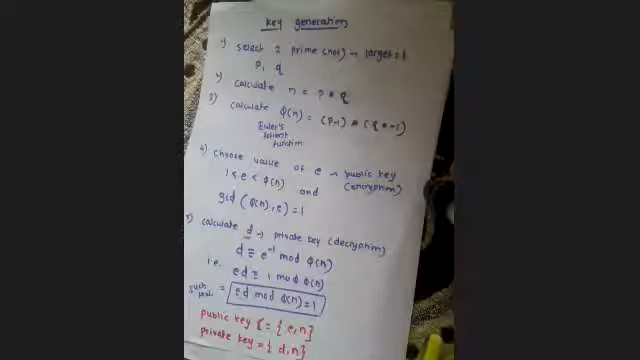 key generation
1) select 2 prime (no.s) → largest
p, q
2) calculate n = p * q
3) calculate ϕ(n) = (p-1) * (q-1)
Euler's
totient
function
4) choose value of e → public key
1 < e < ϕ(n) and (encryption)
gcd (ϕ(n), e) = 1
5) calculate d → private key (decryption)
d ≅ e⁻¹ mod ϕ(n)
i.e. ed ≅ 1 mod ϕ(n)
such that = ed mod ϕ(n) = 1
public key = {e, n}
private key = {d, n}